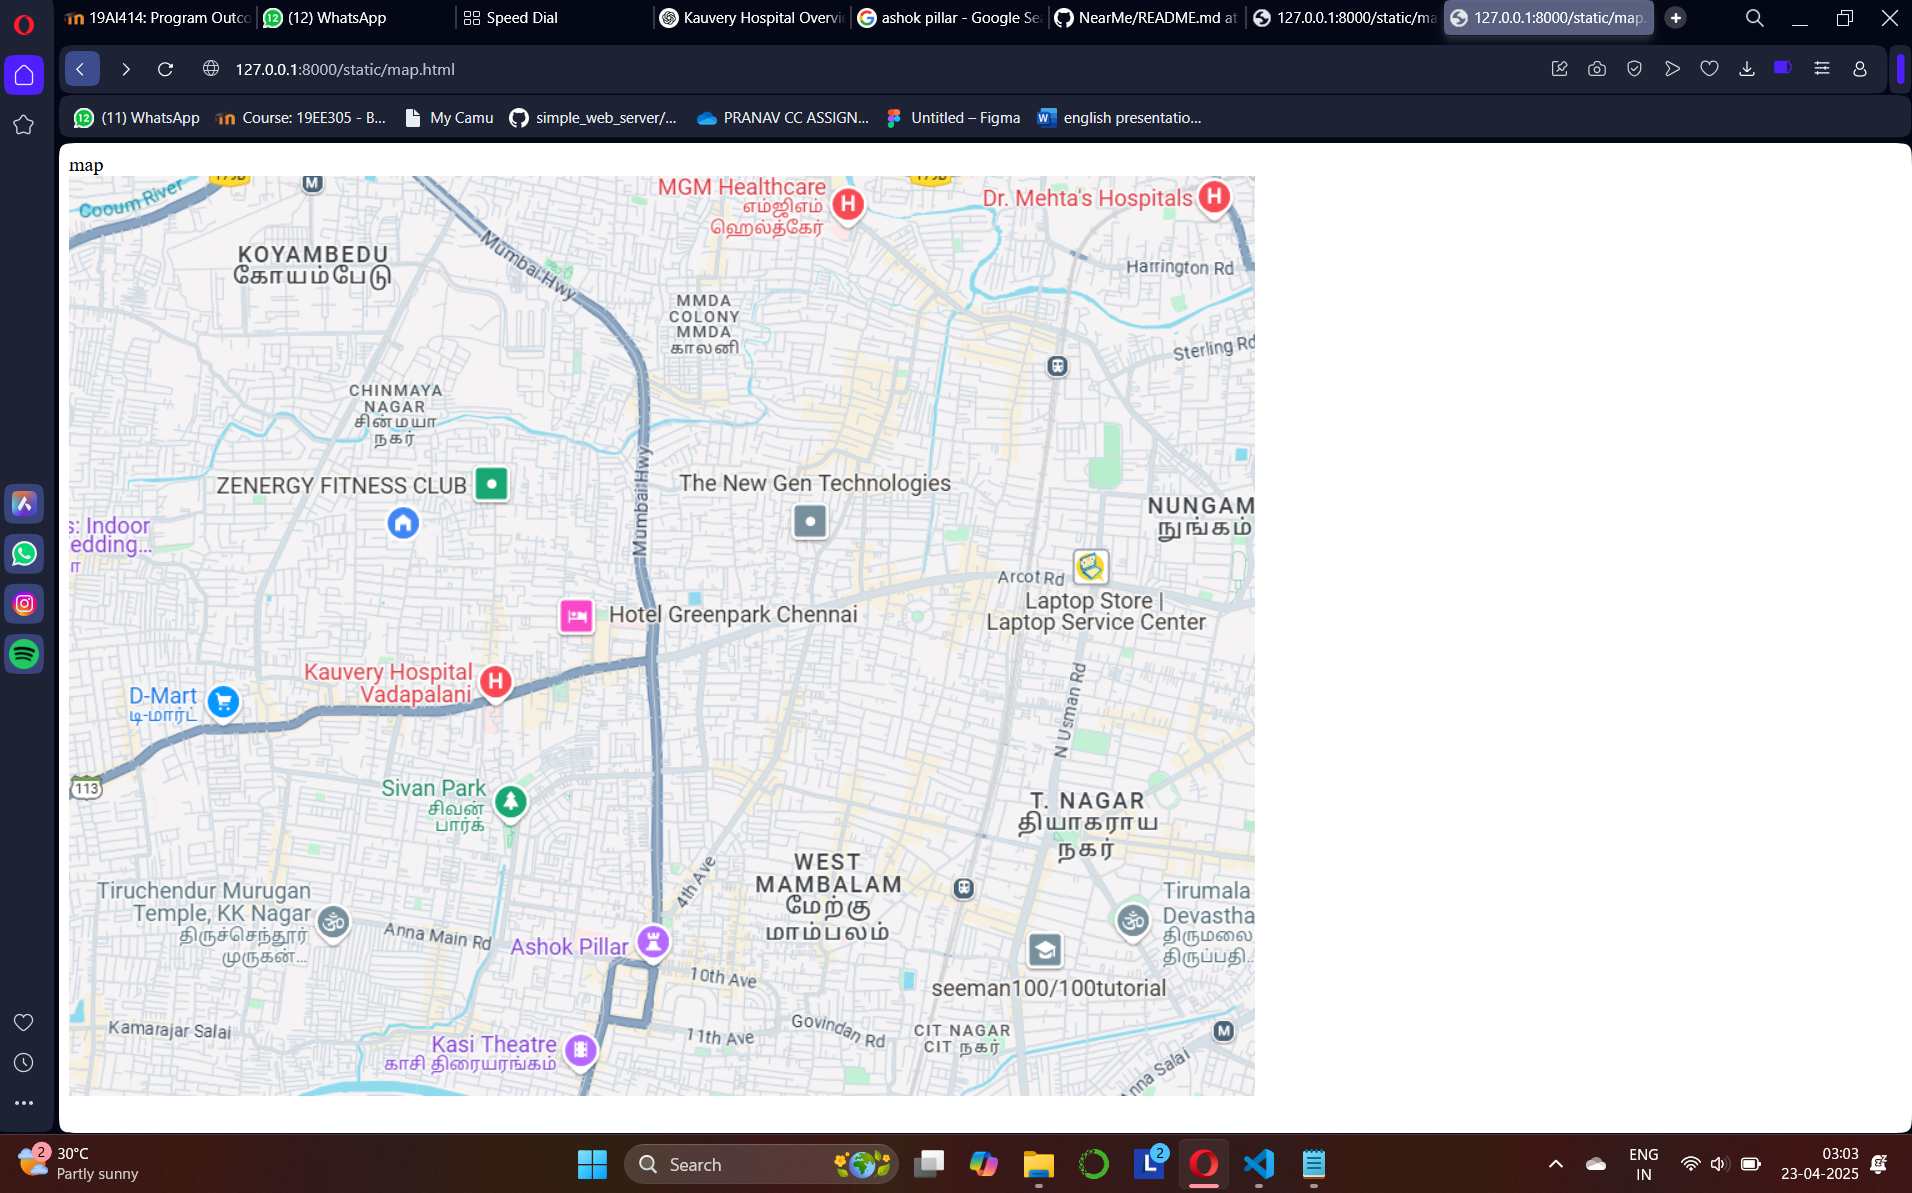 19AI414: Program Outco
(12) WhatsApp
Speed Dial
Kauvery Hospital Overvi
ashok pillar - Google Se
NearMe/README.md at
127.0.0.1:8000/static/ma
127.0.0.1:8000/static/map.
127.0.0.1:8000/static/map.html
(11) WhatsApp
Course: 19EE305 - B...
My Camu
simple_web_server/...
PRANAV CC ASSIGN...
Untitled – Figma
english presentatio...
map
Cooum River
179B
M
MGM Healthcare
எம்ஜிஎம்
ஹெல்த்கேர்
H
Dr. Mehta's Hospitals
H
KOYAMBEDU
கோயம்பேடு
Mumbai Hwy
Harrington Rd
MMDA
COLONY
MMDA
காலனி
Sterling Rd
CHINMAYA
NAGAR
சின்மயா
நகர்
ZENERGY FITNESS CLUB
Mumbai Hwy
The New Gen Technologies
NUNGAM
நுங்கம்
s: Indoor
edding...
ா
Arcot Rd
Laptop Store |
Laptop Service Center
Hotel Greenpark Chennai
Kauvery Hospital
Vadapalani
H
D-Mart
டி-மார்ட்
N Usman Rd
113
Sivan Park
சிவன்
பார்க்
T. NAGAR
தியாகராய
நகர்
4th Ave
WEST
MAMBALAM
மேற்கு
மாம்பலம்
Tiruchendur Murugan
Temple, KK Nagar
திருச்செந்தூர்
முருகன்...
ॐ
Anna Main Rd
Ashok Pillar
Tirumala
Devastha
திருமலை
திருப்பதி..
ॐ
10th Ave
seeman100/100tutorial
Kamarajar Salai
11th Ave
Govindan Rd
CIT NAGAR
CIT நகர்
M
Kasi Theatre
காசி திரையரங்கம்
Anna Salai
2
30°C
Partly sunny
Search
L
2
ENG
IN
03:03
23-04-2025